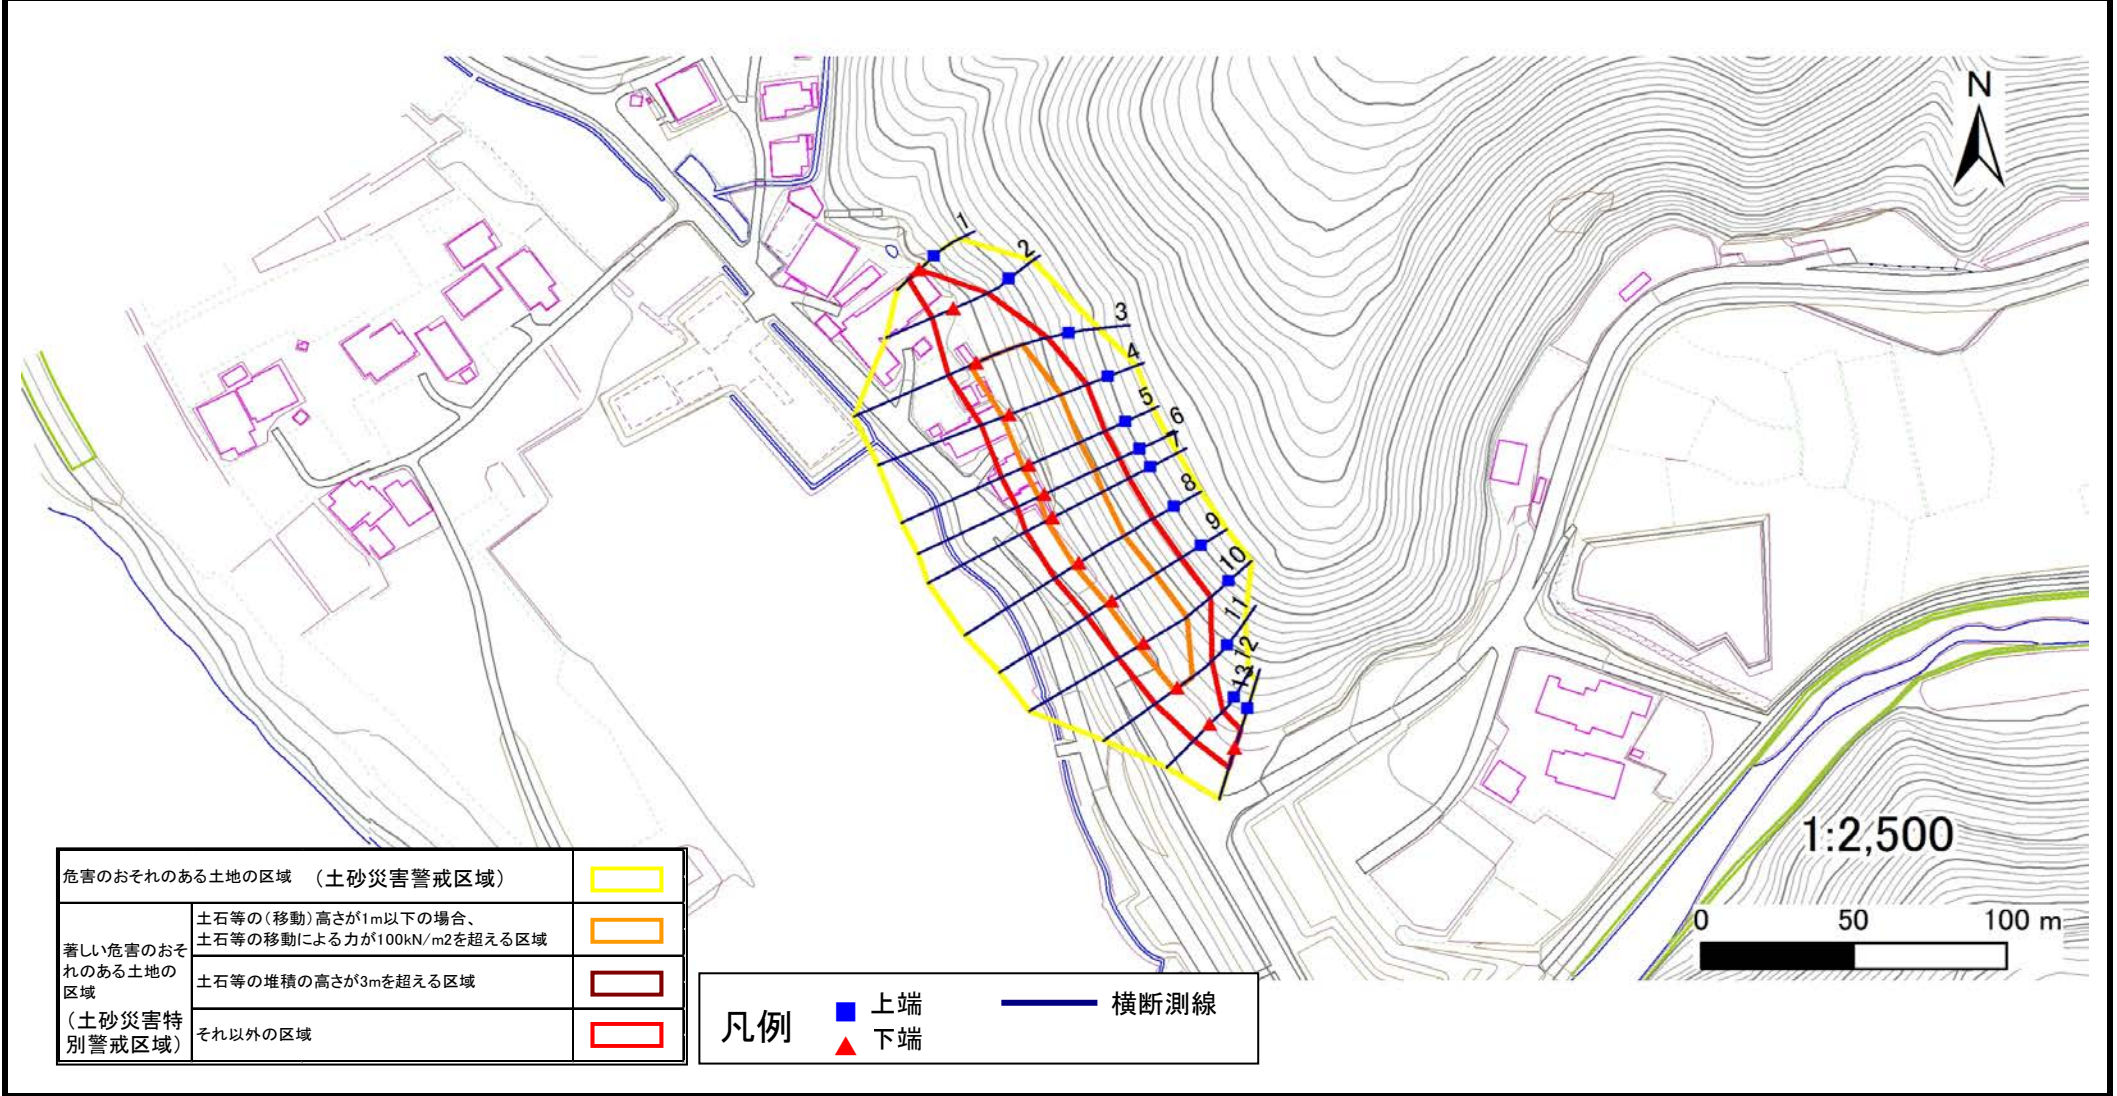 N
1
2
3
4
5
6
7
8
9
10
11
12
13
1:2,500
0 50 100 m
危害のおそれのある土地の区域 （土砂災害警戒区域）
著しい危害のおそ
れのある土地の
区域
（土砂災害特
別警戒区域）
土石等の（移動）高さが1m以下の場合、
土石等の移動による力が100kN/m2を超える区域
土石等の堆積の高さが3mを超える区域
それ以外の区域
凡例
上端
下端
横断測線